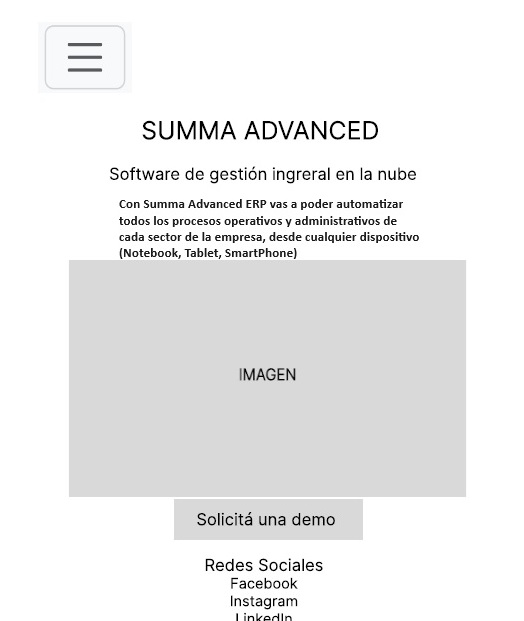 SUMMA ADVANCED
Software de gestión ingreral en la nube
Con Summa Advanced ERP vas a poder automatizar
todos los procesos operativos y administrativos de
cada sector de la empresa, desde cualquier dispositivo
(Notebook, Tablet, SmartPhone)
IMAGEN
Solicitá una demo
Redes Sociales
Facebook
Instagram
LinkedIn